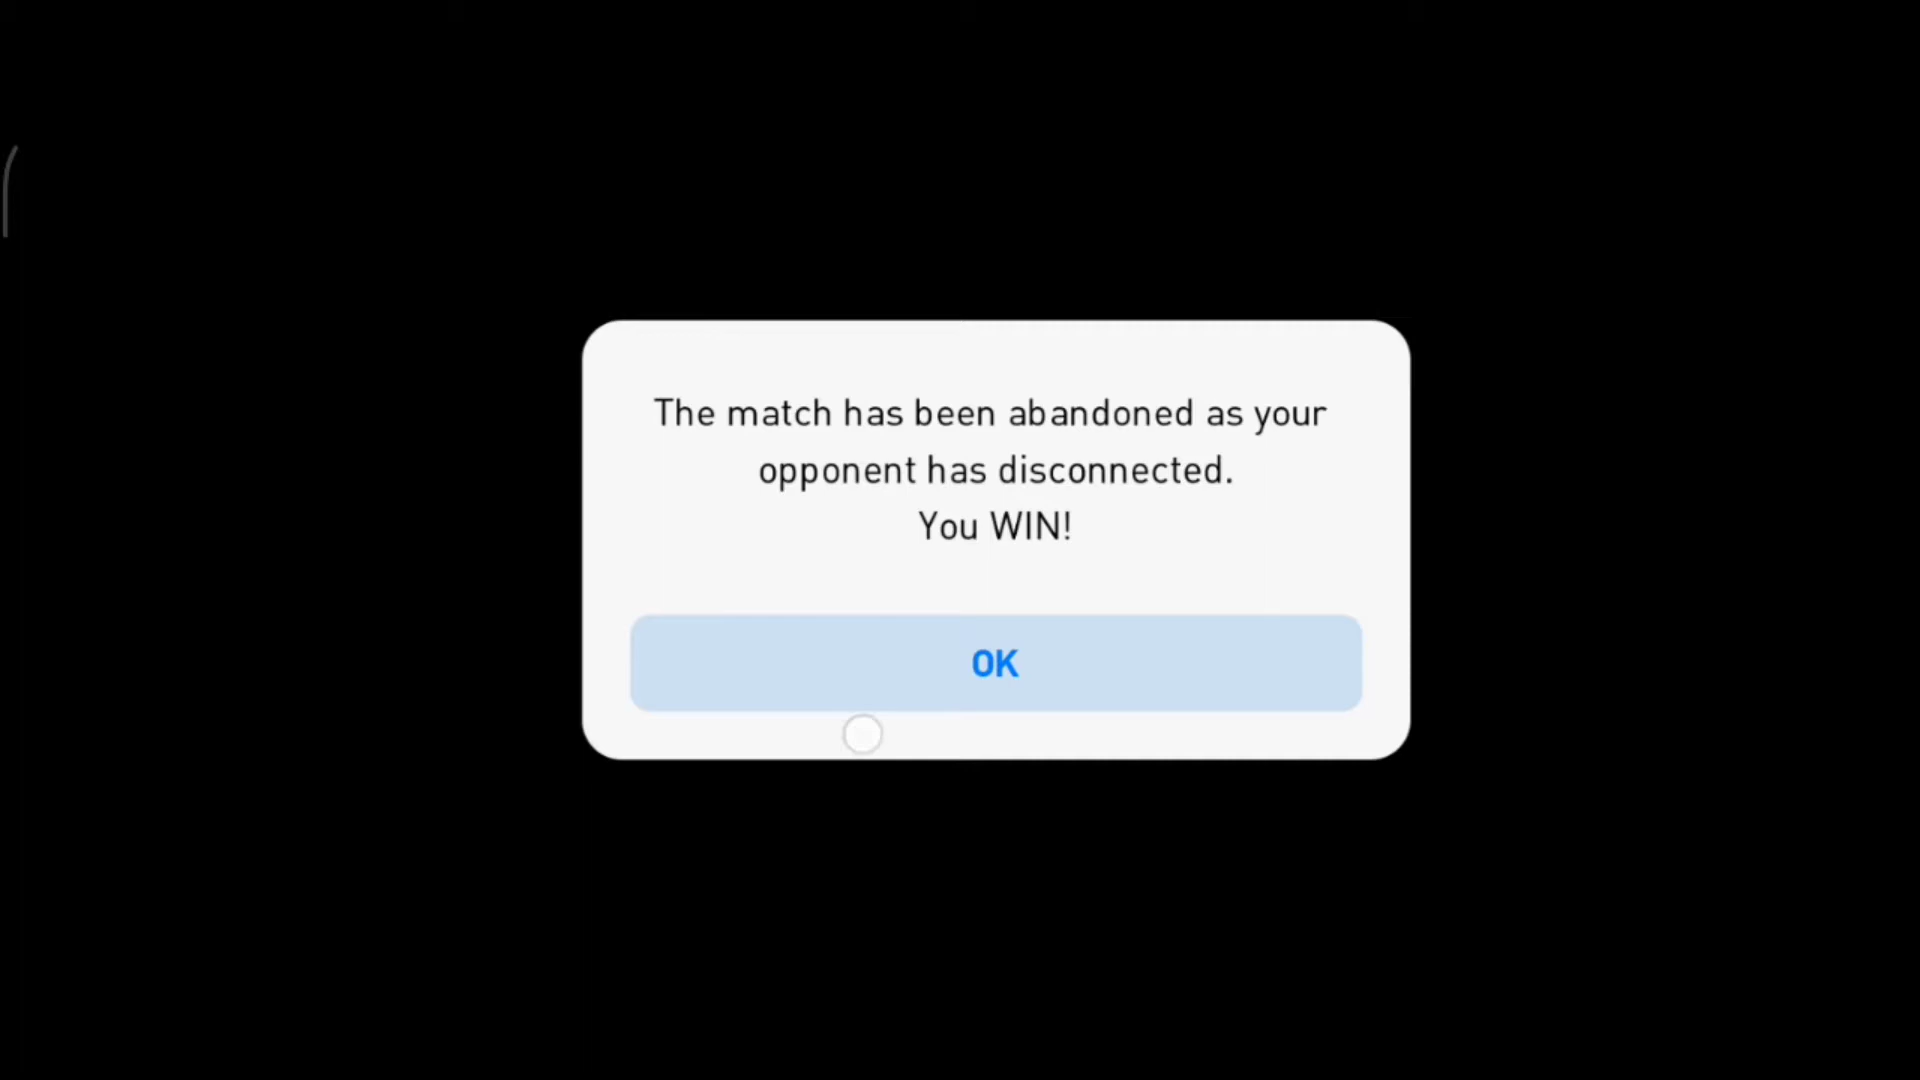 The match has been abandoned as your
opponent has disconnected.
You WIN!
OK